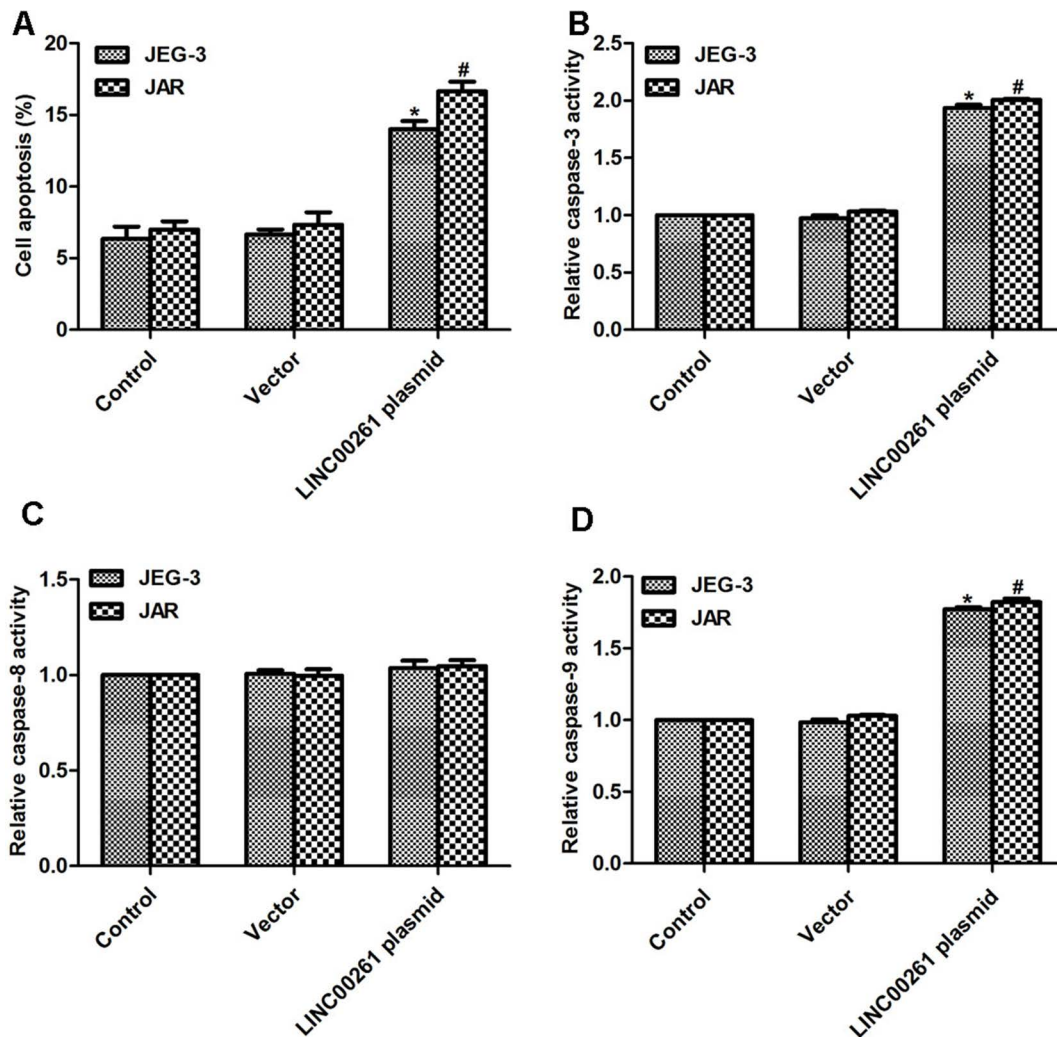 A
JEG-3
JAR
Cell apoptosis (%)
20
15
10
5
0
*
#
Control
Vector
LINC00261 plasmid
B
JEG-3
JAR
Relative caspase-3 activity
2.5
2.0
1.5
1.0
0.5
0.0
*
#
Control
Vector
LINC00261 plasmid
C
JEG-3
JAR
Relative caspase-8 activity
1.5
1.0
0.5
0.0
Control
Vector
LINC00261 plasmid
D
JEG-3
JAR
Relative caspase-9 activity
2.0
1.5
1.0
0.5
0.0
*
#
Control
Vector
LINC00261 plasmid